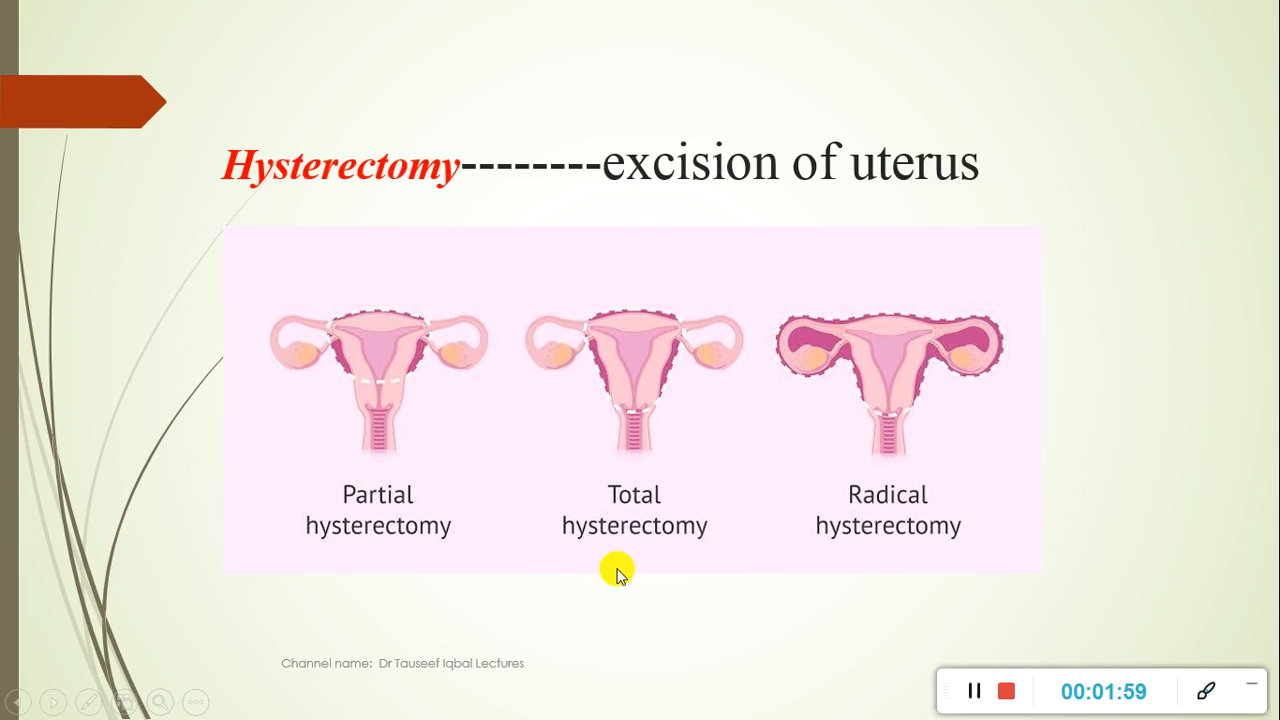 Hysterectomy--------excision of uterus
Partial
hysterectomy
Total
hysterectomy
Radical
hysterectomy
Channel name: Dr Tauseef Iqbal Lectures
00:01:59